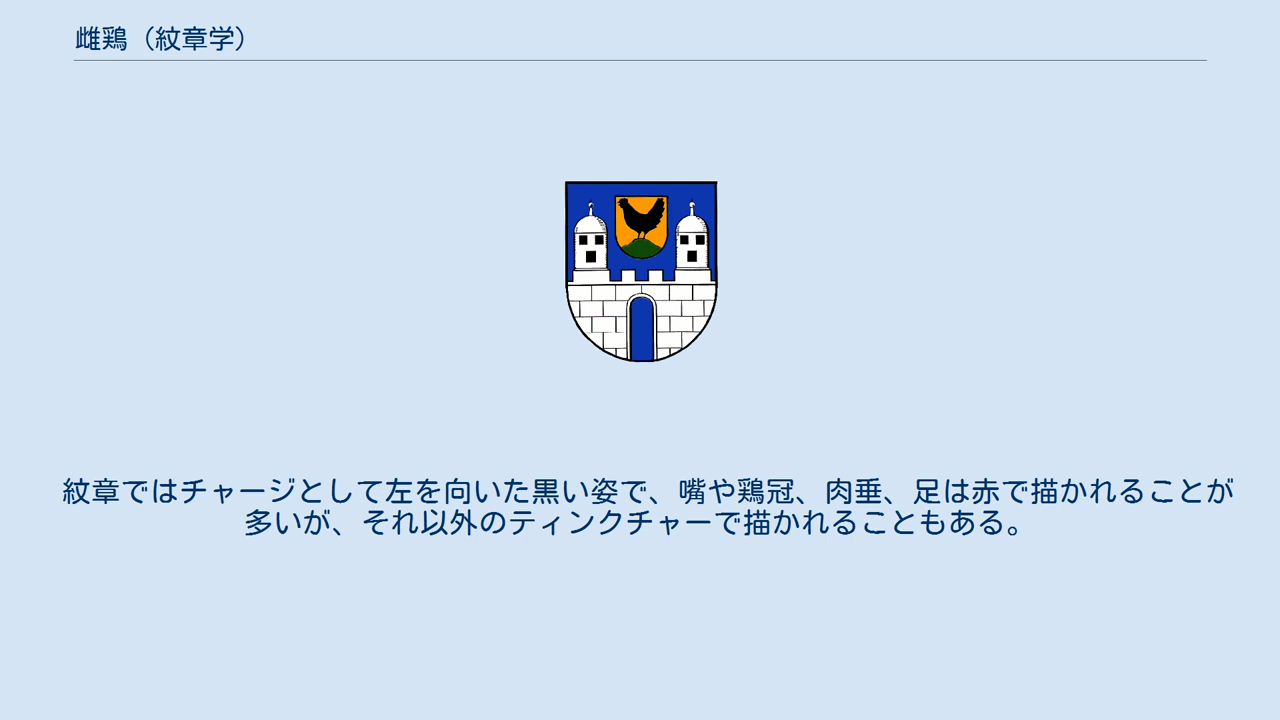 雌鶏（紋章学）
紋章ではチャージとして左を向いた黒い姿で、嘴や鶏冠、肉垂、足は赤で描かれることが
多いが、それ以外のティンクチャーで描かれることもある。